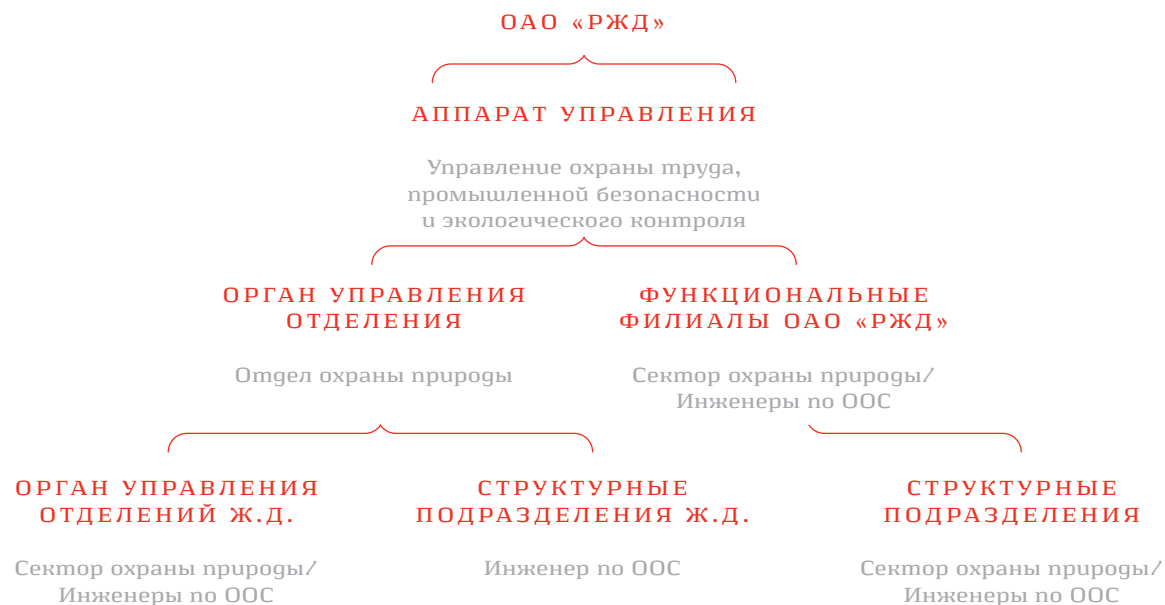 ОАО «РЖД»
АППАРАТ УПРАВЛЕНИЯ
Управление охраны труда,
промышленной безопасности
и экологического контроля
ОРГАН УПРАВЛЕНИЯ
ОТДЕЛЕНИЯ
Отдел охраны природы
ФУНКЦИОНАЛЬНЫЕ
ФИЛИАЛЫ ОАО «РЖД»
Сектор охраны природы/
Инженеры по ООС
ОРГАН УПРАВЛЕНИЯ
ОТДЕЛЕНИЙ Ж.Д.
Сектор охраны природы/
Инженеры по ООС
СТРУКТУРНЫЕ
ПОДРАЗДЕЛЕНИЯ Ж.Д.
Инженер по ООС
СТРУКТУРНЫЕ
ПОДРАЗДЕЛЕНИЯ
Сектор охраны природы/
Инженеры по ООС